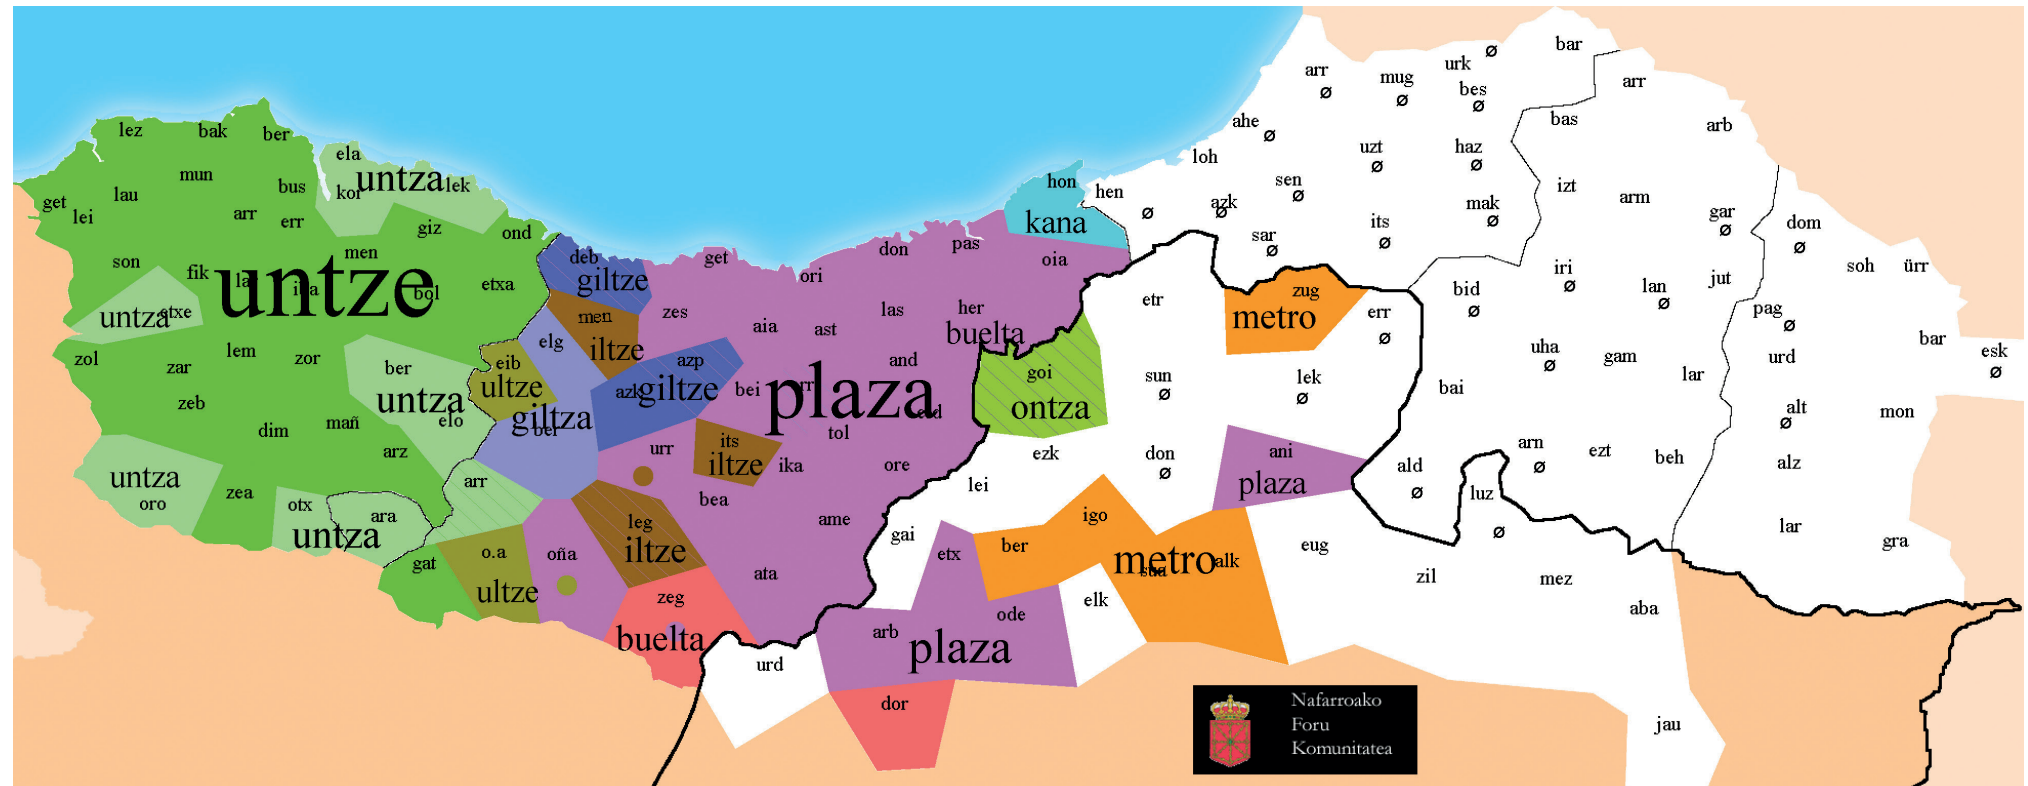 bar
urk
arr
mug
arr
bes
ø
ø
ø
ø
lez
bak
ber
ahe
ø
bas
arb
ela
loh
uzt
haz
ø
ø
mun
kor
untza
lek
hon
hen
sen
ø
izt
lau
bus
azk
ø
ø
mak
ø
arm
get
lei
arr
err
giz
ond
kana
sar
ø
its
ø
gar
ø
dom
ø
men
deb
giltze
get
don
pas
oia
son
fik
untze
bol
etxa
ori
iri
ø
lan
ø
jut
soh
ürr
untza
etxe
men
iltze
zes
aia
ast
las
her
buelta
etr
zug
metro
err
ø
bid
ø
pag
ø
zol
zar
lem
zor
ber
elg
eib
ultze
azp
giltze
azk
bei
plaza
and
goi
ontza
sun
ø
lek
ø
bai
uha
ø
gam
lar
urd
bar
esk
ø
zeb
untza
elo
giltza
dim
mañ
arz
tol
alt
ø
mon
untza
oro
zea
otx
untza
ara
arr
urr
its
iltze
ika
ore
bea
ame
lei
ezk
don
ø
ani
plaza
ald
ø
luz
ø
arn
ø
ezt
beh
alz
gat
o.a
ultze
oña
leg
iltze
ata
gai
etx
ber
igo
metro
alk
eug
zil
mez
lar
gra
zeg
buelta
urd
arb
ode
plaza
elk
aba
dor
jau
Nafarroako
Foru
Komunitatea